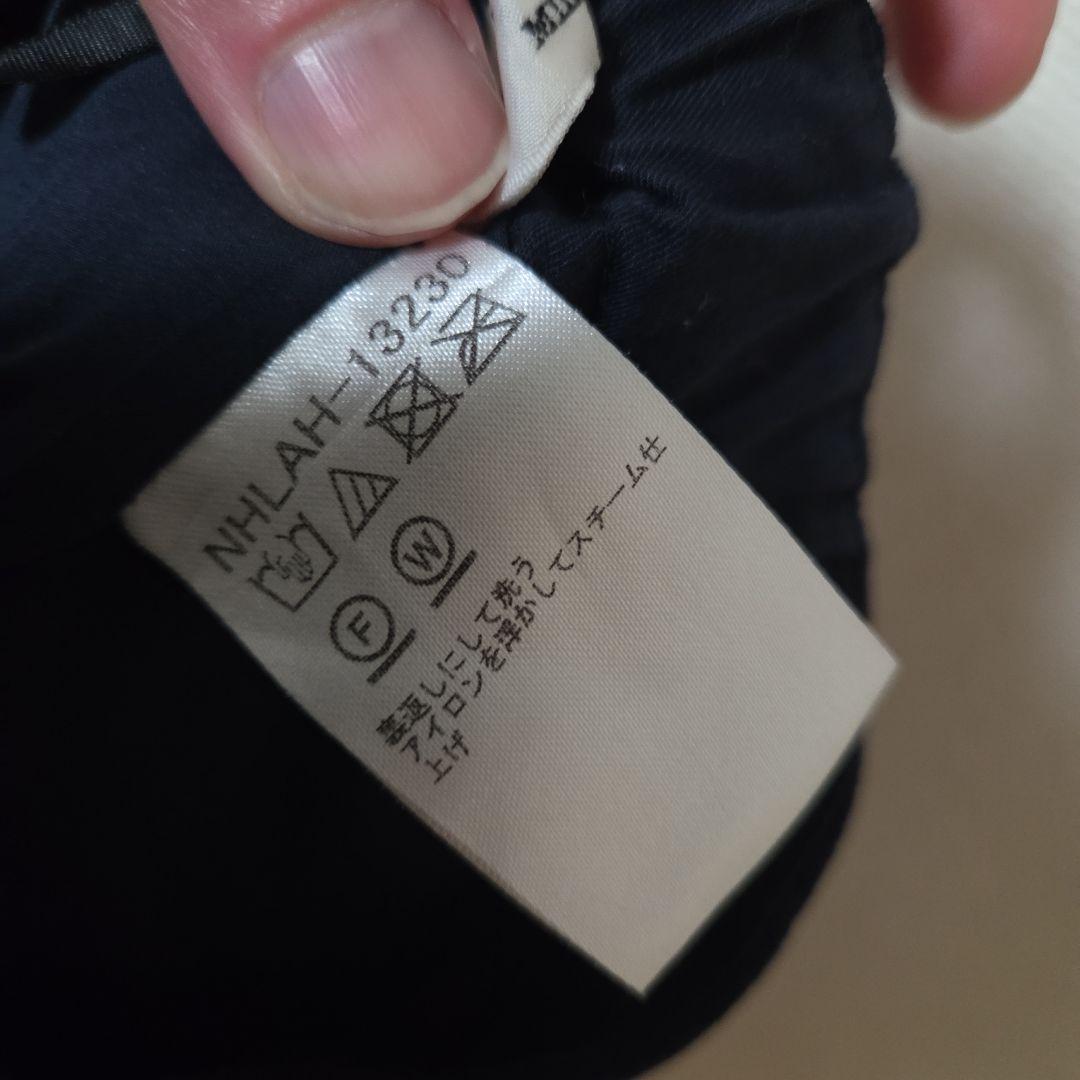 NHLAH-13230
W
F
裏返しにして洗う
アイロンを浮かしてスチーム仕
上げ